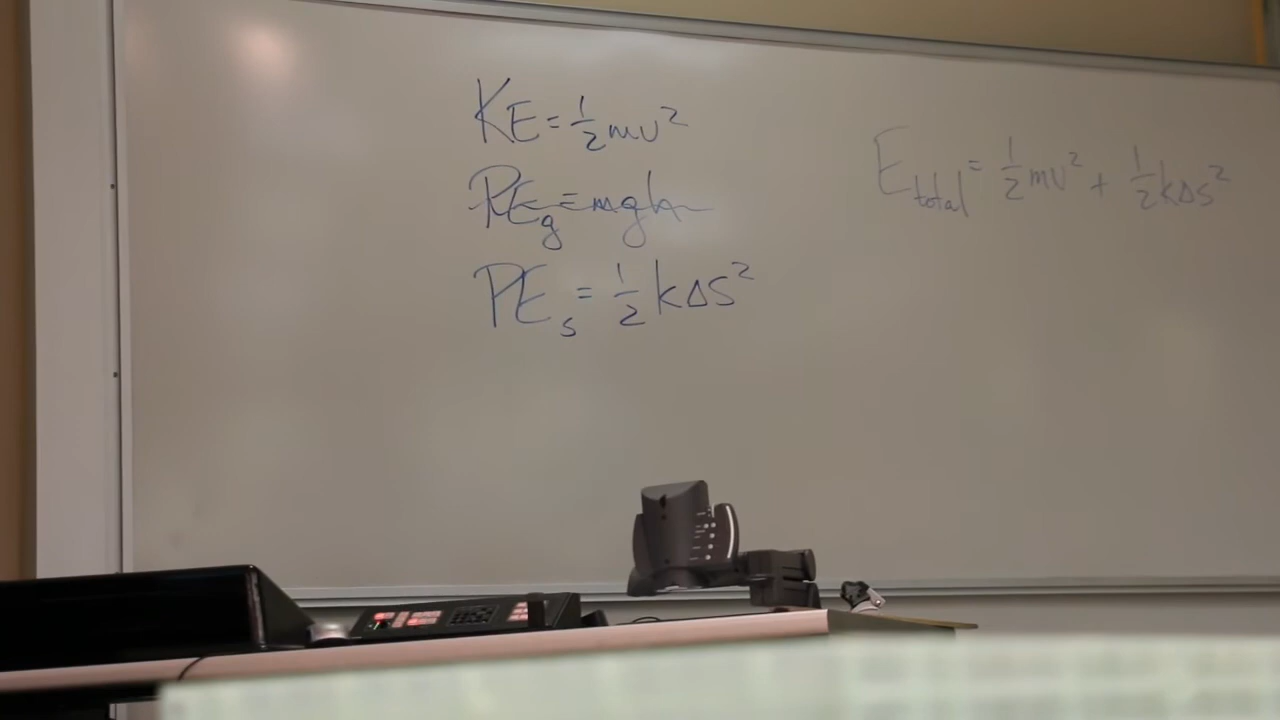 KE = ½mv²
PEg = mgh
PEs = ½kΔs²
Etotal = ½mv² + ½kΔs²